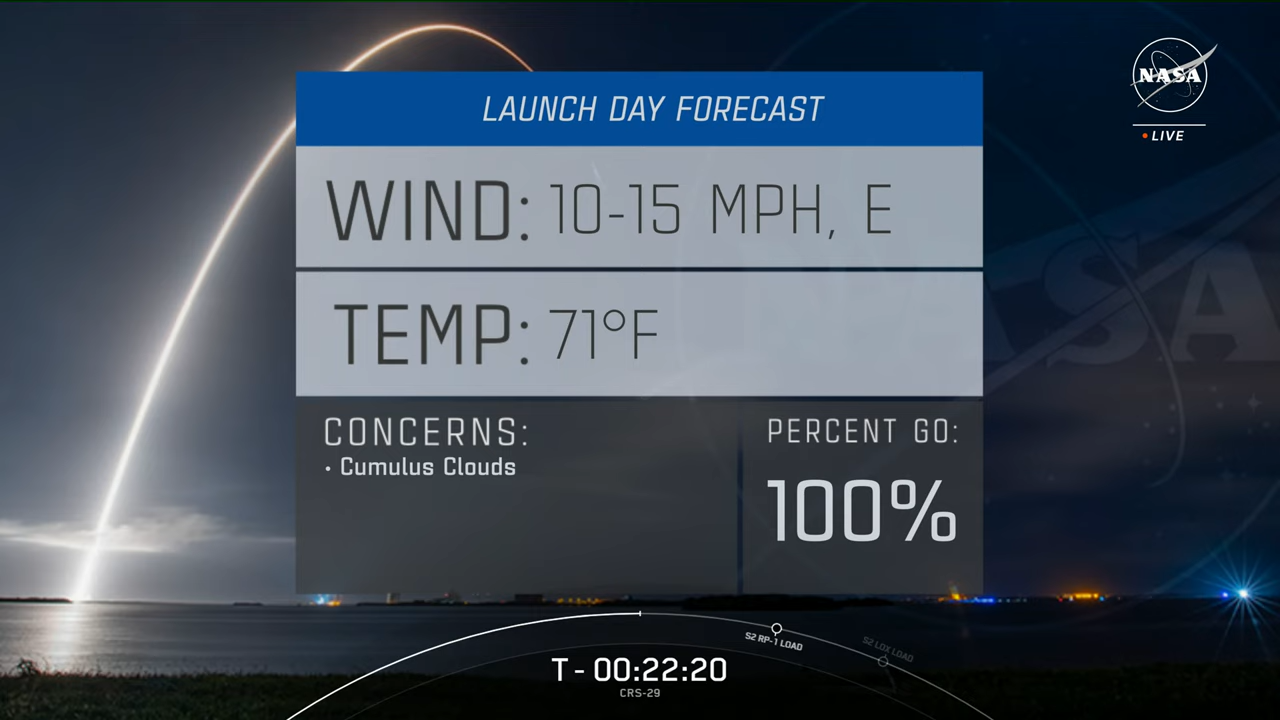 NASA
LIVE
LAUNCH DAY FORECAST
WIND: 10-15 MPH, E
TEMP: 71°F
CONCERNS:
• Cumulus Clouds
PERCENT GO:
100%
NASA
S2 RP-1 LOAD
S2 LOX LOAD
T - 00:22:20
CRS-29